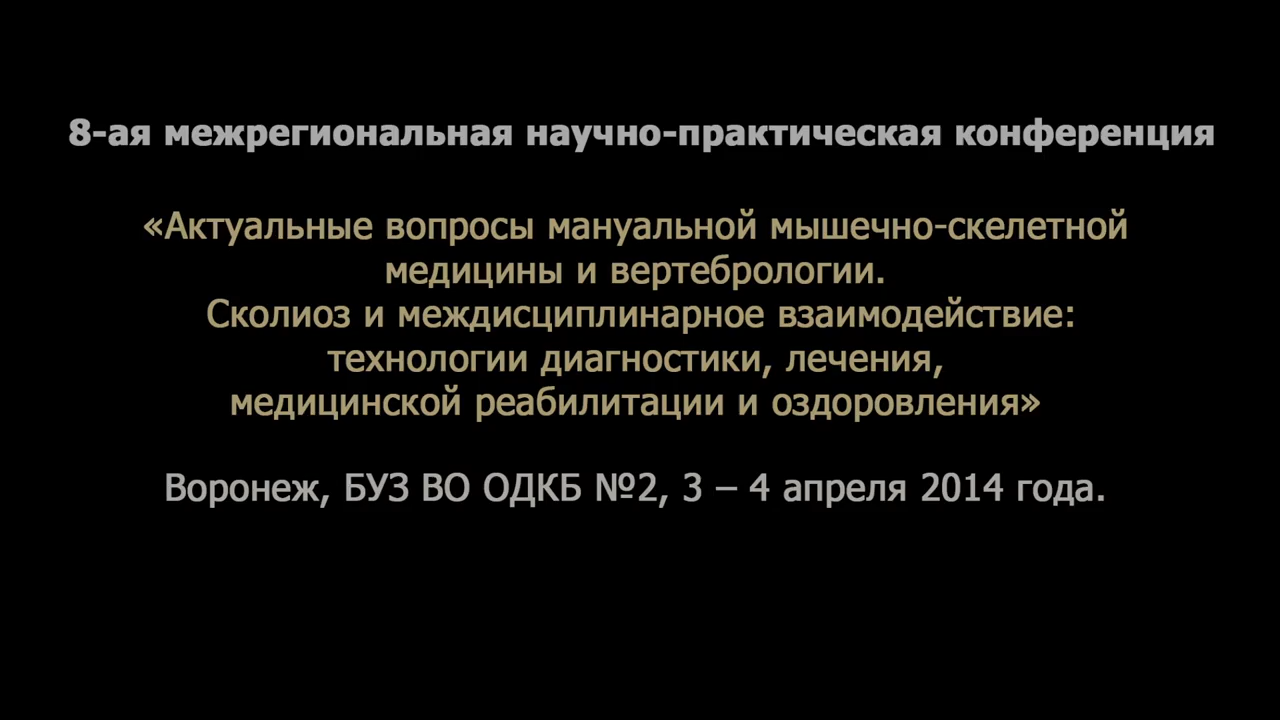 8-ая межрегиональная научно-практическая конференция
«Актуальные вопросы мануальной мышечно-скелетной
медицины и вертебрологии.
Сколиоз и междисциплинарное взаимодействие:
технологии диагностики, лечения,
медицинской реабилитации и оздоровления»
Воронеж, БУЗ ВО ОДКБ №2, 3 – 4 апреля 2014 года.